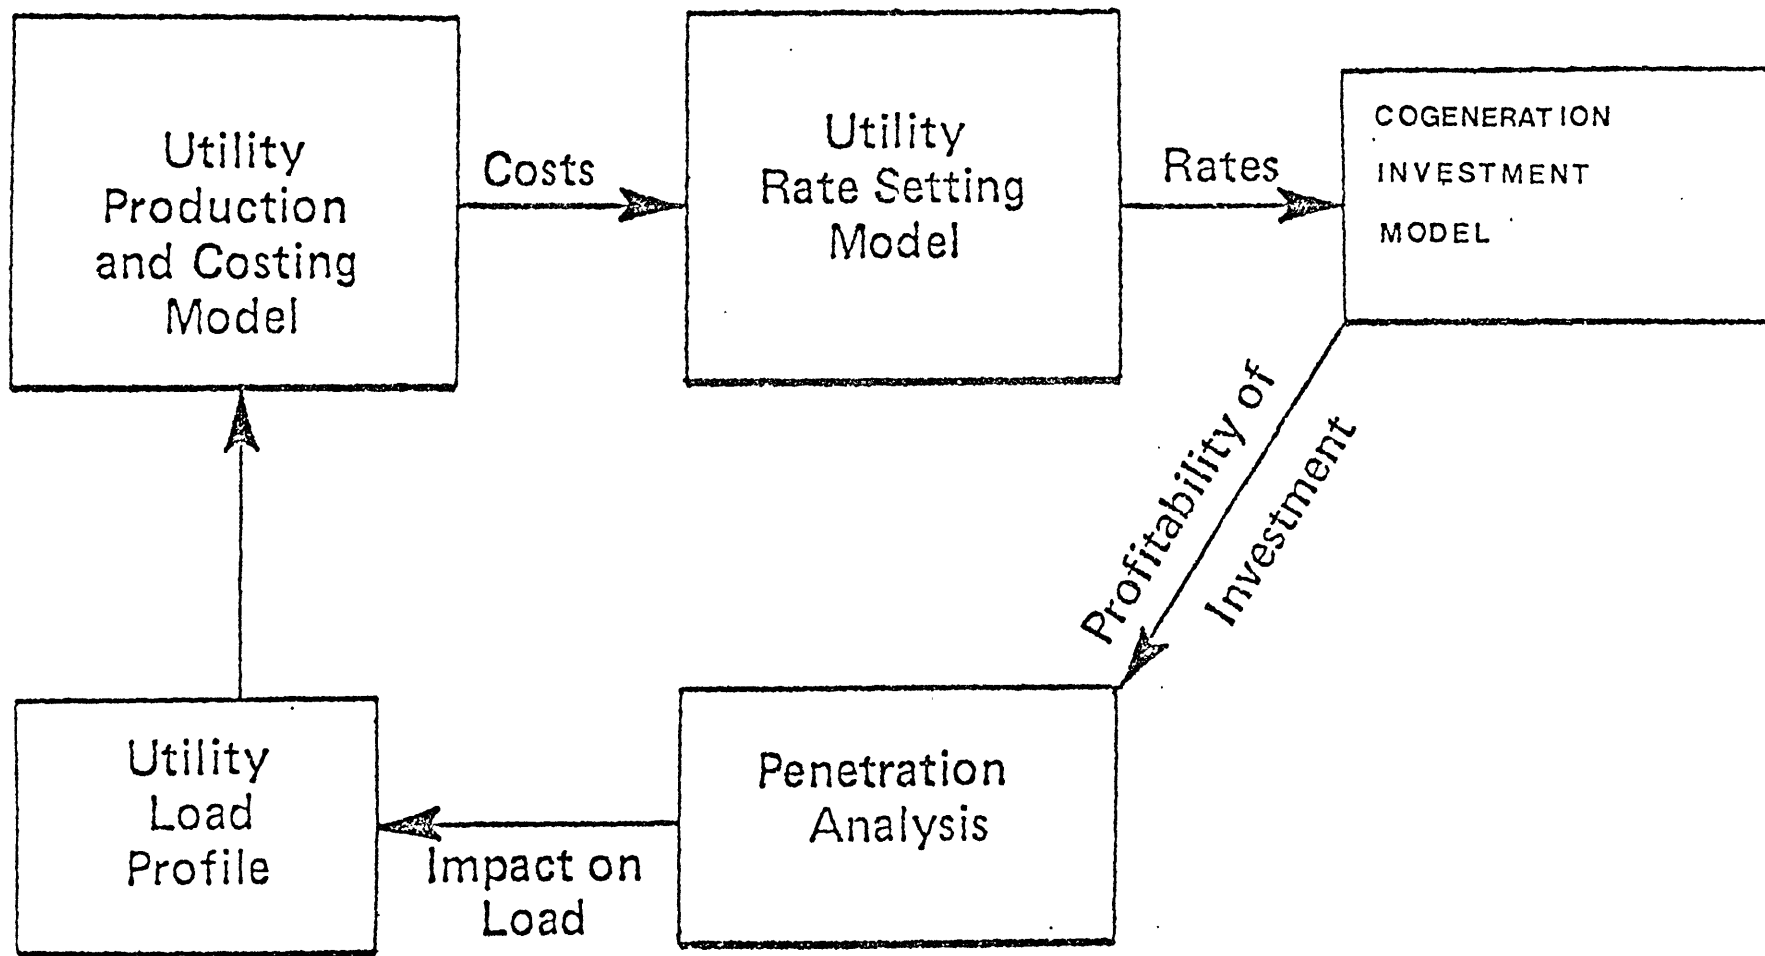 Utility
Production
and Costing
Model
Costs
Utility
Rate Setting
Model
Rates
COGENERATION
INVESTMENT
MODEL
Profitability of
Investment
Penetration
Analysis
Impact on
Load
Utility
Load
Profile